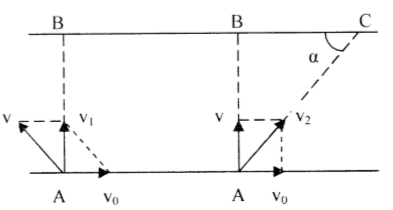 B B C
α
v v₁ v v₂
A v₀ A v₀